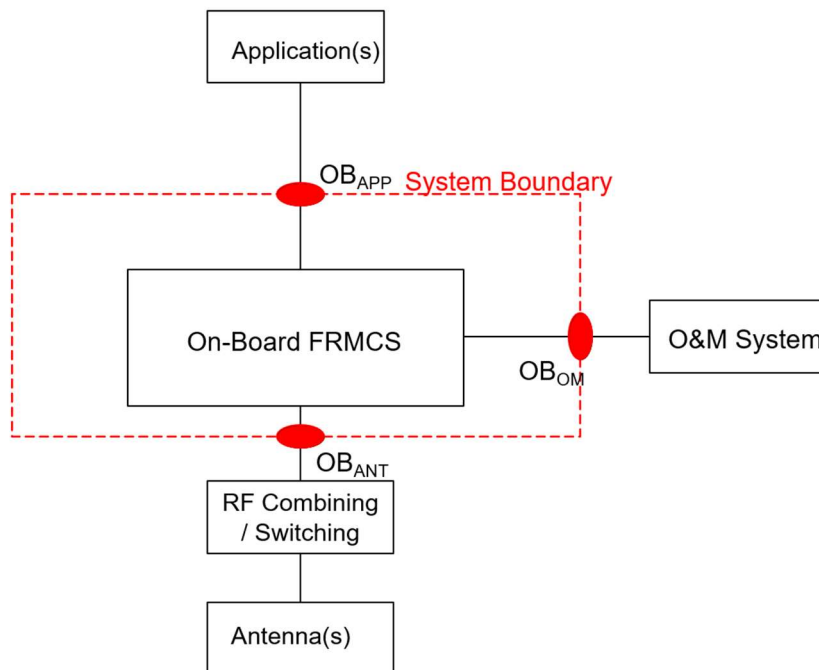 Application(s)
OBAPP System Boundary
On-Board FRMCS
O&M System
OBOM
OBANT
RF Combining
/ Switching
Antenna(s)